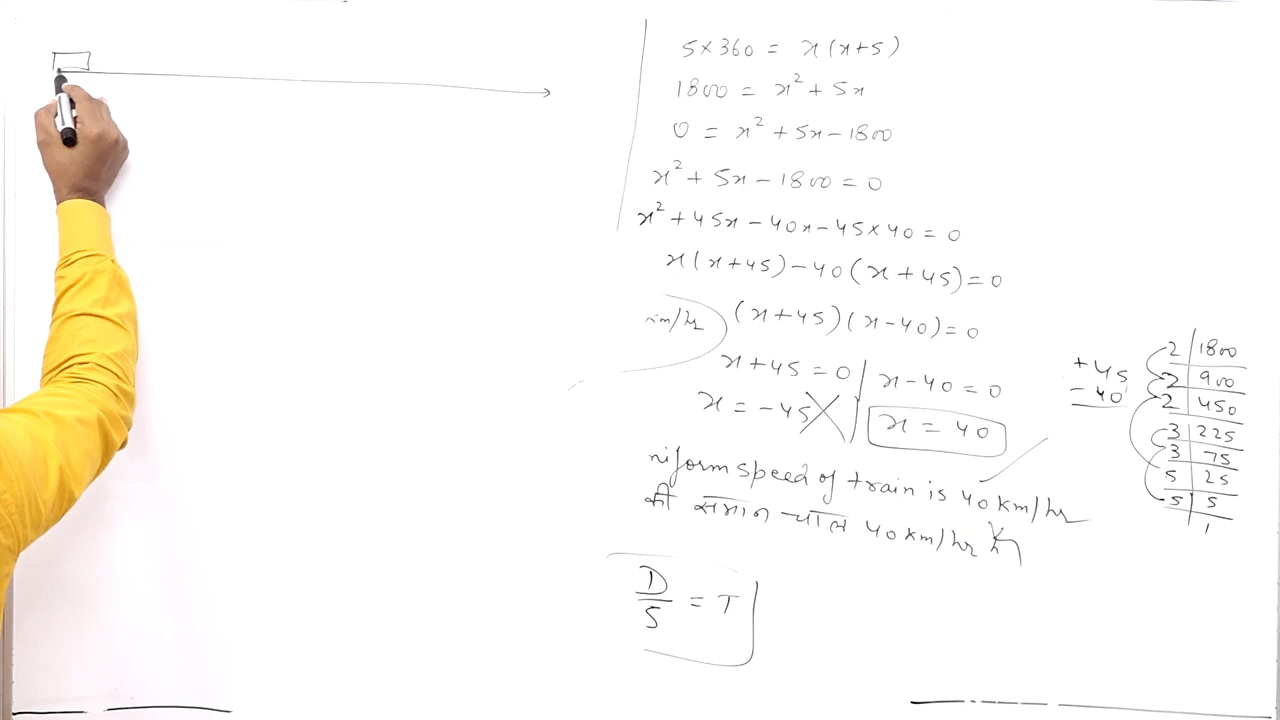 5×360 = x(x+5)
1800 = x² + 5x
0 = x² + 5x - 1800
x² + 5x - 1800 = 0
x² + 45x - 40x - 45×40 = 0
x(x+45) - 40(x+45) = 0
km/hr
(x+45)(x-40) = 0
x+45 = 0
x = -45
x-40 = 0
x = 40
niform speed of train is 40 km/hr
की समान चाल 40 km/hr है
D/S = T
+45
-40
2 | 1800
2 | 900
2 | 450
3 | 225
3 | 75
5 | 25
5 | 5
1